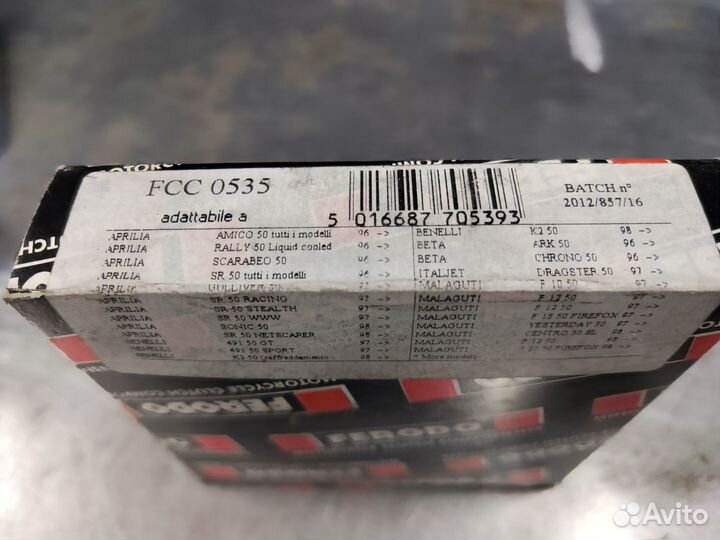 FCC 0535
adattabile a
5 016687 705393
BATCH n°
2012/857/16
APRILIA AMICO 50 tutti i modelli 96 -> BENELLI K2 50 98 ->
APRILIA RALLY 50 Liquid cooled 96 -> BETA ARK 50 96 ->
APRILIA SCARABEO 50 96 -> BETA CHRONO 50 96 ->
APRILIA SR 50 tutti i modelli ITALJET DRAGSTER 50 97 ->
GULLIVER 50 MALAGUTI F 10 50 97 ->
APRILIA SR 50 RACING 97 -> MALAGUTI F 12 50 97 ->
APRILIA SR 50 STEALTH 97 -> MALAGUTI F 15 50 FIREFOX 97 ->
APRILIA SR 50 WWW 97 -> MALAGUTI YESTERDAY 50 97 ->
APRILIA SONIC 50 98 -> MALAGUTI CENTRO 50 SL
APRILIA SR 50 NETSCAPER 98 -> MALAGUTI F 12 50 98 ->
BENELLI 491 50 GT 97 -> MALAGUTI 50 FIREFOX 98 ->
BENELLI 491 50 SPORT 97 -> * More models
BENELLI K2 50 98 ->
MOTORCYCLE CLUTCH
FERODO
FERODO
Avito